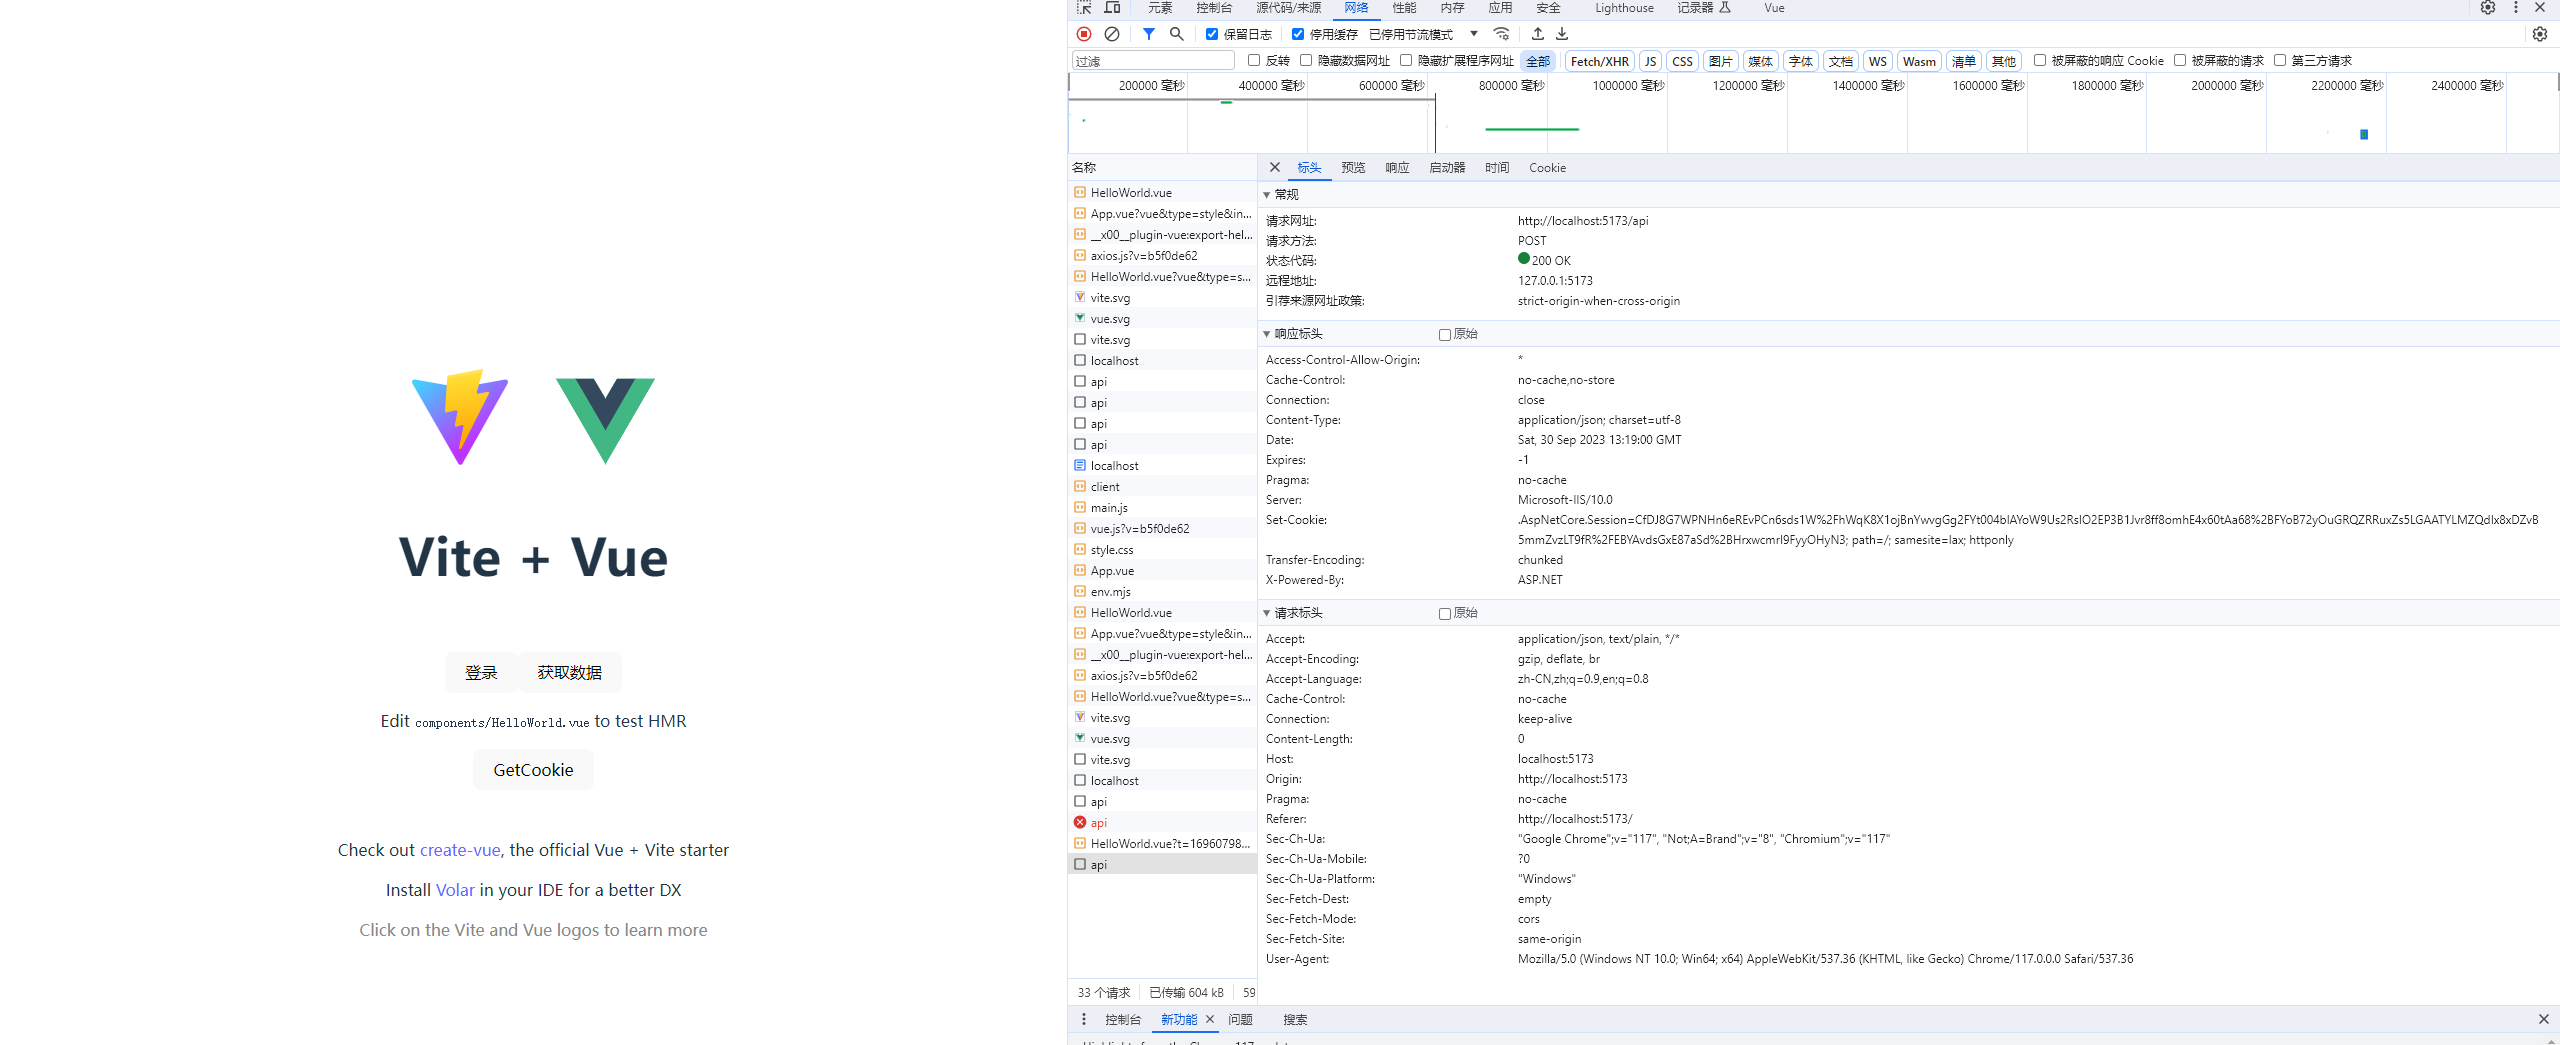 Vite + Vue
登录
获取数据
Edit components/HelloWorld.vue to test HMR
GetCookie
Check out create-vue, the official Vue + Vite starter
Install Volar in your IDE for a better DX
Click on the Vite and Vue logos to learn more
元素 控制台 源代码/来源 网络 性能 内存 应用 安全 Lighthouse 记录器 Vue
保留日志 停用缓存 已停用节流模式
过滤 反转 隐藏数据网址 隐藏扩展程序网址 全部 Fetch/XHR JS CSS 图片 媒体 字体 文档 WS Wasm 清单 其他 被屏蔽的响应 Cookie 被屏蔽的请求 第三方请求
200000 毫秒 400000 毫秒 600000 毫秒 800000 毫秒 1000000 毫秒 1200000 毫秒 1400000 毫秒 1600000 毫秒 1800000 毫秒 2000000 毫秒 2200000 毫秒 2400000 毫秒
名称
HelloWorld.vue
App.vue?vue&type=style&in...
__x00__plugin-vue:export-hel...
axios.js?v=b5f0de62
HelloWorld.vue?vue&type=s...
vite.svg
vue.svg
vite.svg
localhost
api
api
api
api
localhost
client
main.js
vue.js?v=b5f0de62
style.css
App.vue
env.mjs
HelloWorld.vue
App.vue?vue&type=style&in...
__x00__plugin-vue:export-hel...
axios.js?v=b5f0de62
HelloWorld.vue?vue&type=s...
vite.svg
vue.svg
vite.svg
localhost
api
api
HelloWorld.vue?t=16960798...
api
33 个请求 已传输 604 kB 59
标头 预览 响应 启动器 时间 Cookie
常规
请求网址: http://localhost:5173/api
请求方法: POST
状态代码: 200 OK
远程地址: 127.0.0.1:5173
引荐来源网址政策: strict-origin-when-cross-origin
响应标头 原始
Access-Control-Allow-Origin: *
Cache-Control: no-cache,no-store
Connection: close
Content-Type: application/json; charset=utf-8
Date: Sat, 30 Sep 2023 13:19:00 GMT
Expires: -1
Pragma: no-cache
Server: Microsoft-IIS/10.0
Set-Cookie: .AspNetCore.Session=CfDJ8G7WPNHn6eREvPCn6sds1W%2FhWqK8X1ojBnYwvgGg2FYt004bIAYoW9Us2RsIO2EP3B1Jvr8ff8omhE4x60tAa68%2BFYoB72yOuGRQZRRuxZs5LGAATYLMZQdIx8xDZvB
5mmZvzLT9fR%2FEBYAvdsGxE87aSd%2BHrxwcmrI9FyyOHyN3; path=/; samesite=lax; httponly
Transfer-Encoding: chunked
X-Powered-By: ASP.NET
请求标头 原始
Accept: application/json, text/plain, */*
Accept-Encoding: gzip, deflate, br
Accept-Language: zh-CN,zh;q=0.9,en;q=0.8
Cache-Control: no-cache
Connection: keep-alive
Content-Length: 0
Host: localhost:5173
Origin: http://localhost:5173
Pragma: no-cache
Referer: http://localhost:5173/
Sec-Ch-Ua: "Google Chrome";v="117", "Not;A=Brand";v="8", "Chromium";v="117"
Sec-Ch-Ua-Mobile: ?0
Sec-Ch-Ua-Platform: "Windows"
Sec-Fetch-Dest: empty
Sec-Fetch-Mode: cors
Sec-Fetch-Site: same-origin
User-Agent: Mozilla/5.0 (Windows NT 10.0; Win64; x64) AppleWebKit/537.36 (KHTML, like Gecko) Chrome/117.0.0.0 Safari/537.36
控制台 新功能 问题 搜索